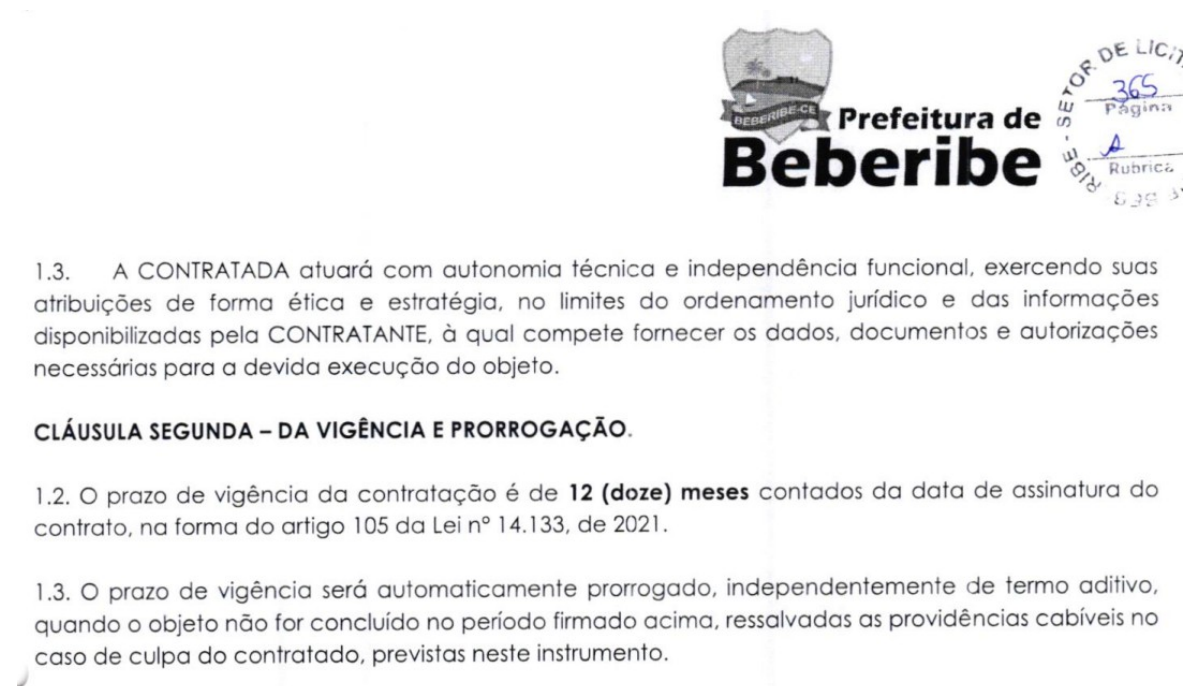 BEBERIBE-CE
Prefeitura de
Beberibe
SETOR DE LICIT
365
Página
Rubrica
RIBE -
1.3. A CONTRATADA atuará com autonomia técnica e independência funcional, exercendo suas
atribuições de forma ética e estratégia, no limites do ordenamento jurídico e das informações
disponibilizadas pela CONTRATANTE, à qual compete fornecer os dados, documentos e autorizações
necessárias para a devida execução do objeto.
CLÁUSULA SEGUNDA – DA VIGÊNCIA E PRORROGAÇÃO.
1.2. O prazo de vigência da contratação é de 12 (doze) meses contados da data de assinatura do
contrato, na forma do artigo 105 da Lei nº 14.133, de 2021.
1.3. O prazo de vigência será automaticamente prorrogado, independentemente de termo aditivo,
quando o objeto não for concluído no período firmado acima, ressalvadas as providências cabíveis no
caso de culpa do contratado, previstas neste instrumento.